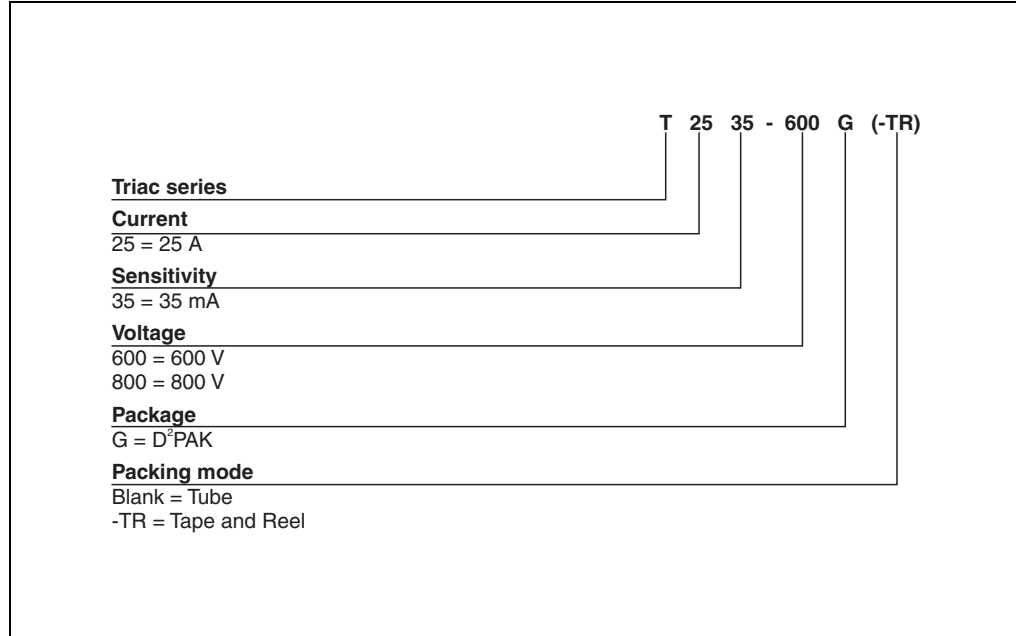 T 25 35 - 600 G (-TR)
Triac series
Current
25 = 25 A
Sensitivity
35 = 35 mA
Voltage
600 = 600 V
800 = 800 V
Package
G = D²PAK
Packing mode
Blank = Tube
-TR = Tape and Reel